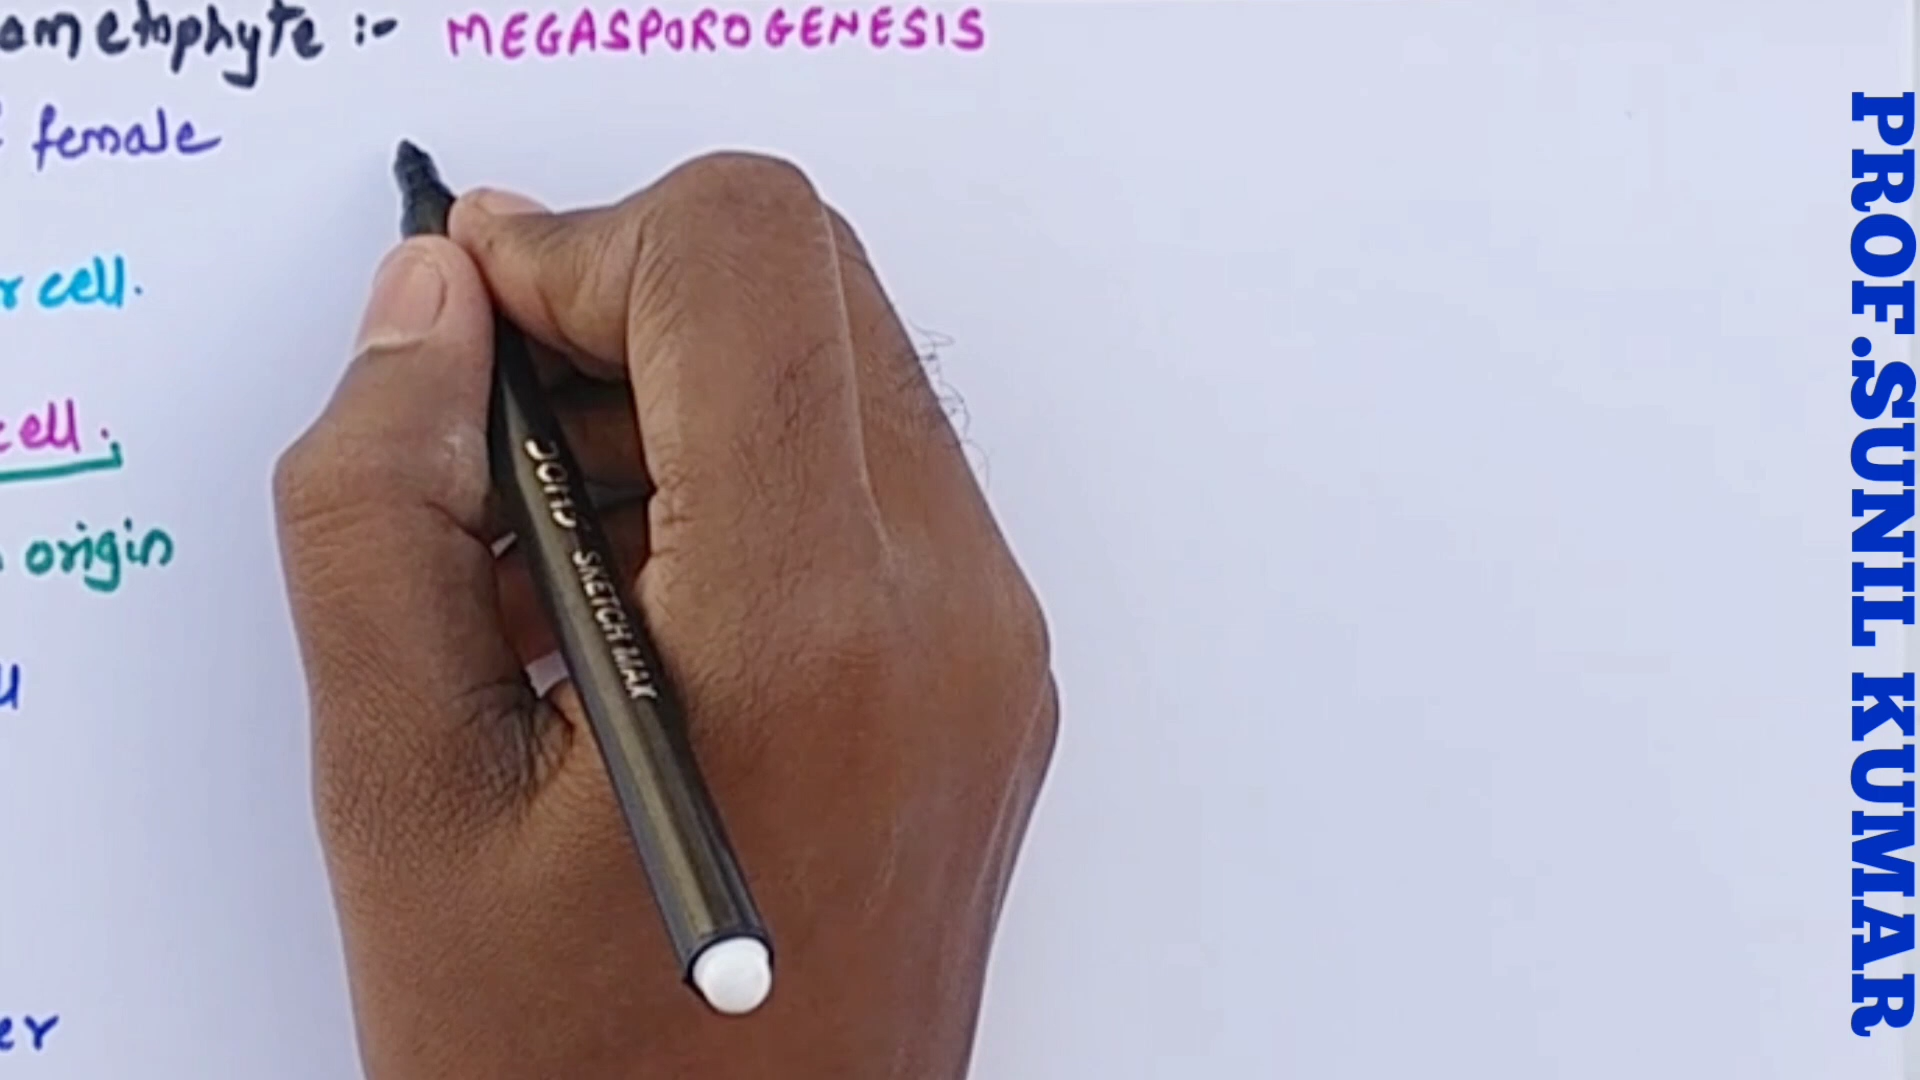 ametophyte :- MEGASPOROGENESIS
female
r cell.
cell.
origin
er
DOMS SKETCH MAX
PROF.SUNIL KUMAR